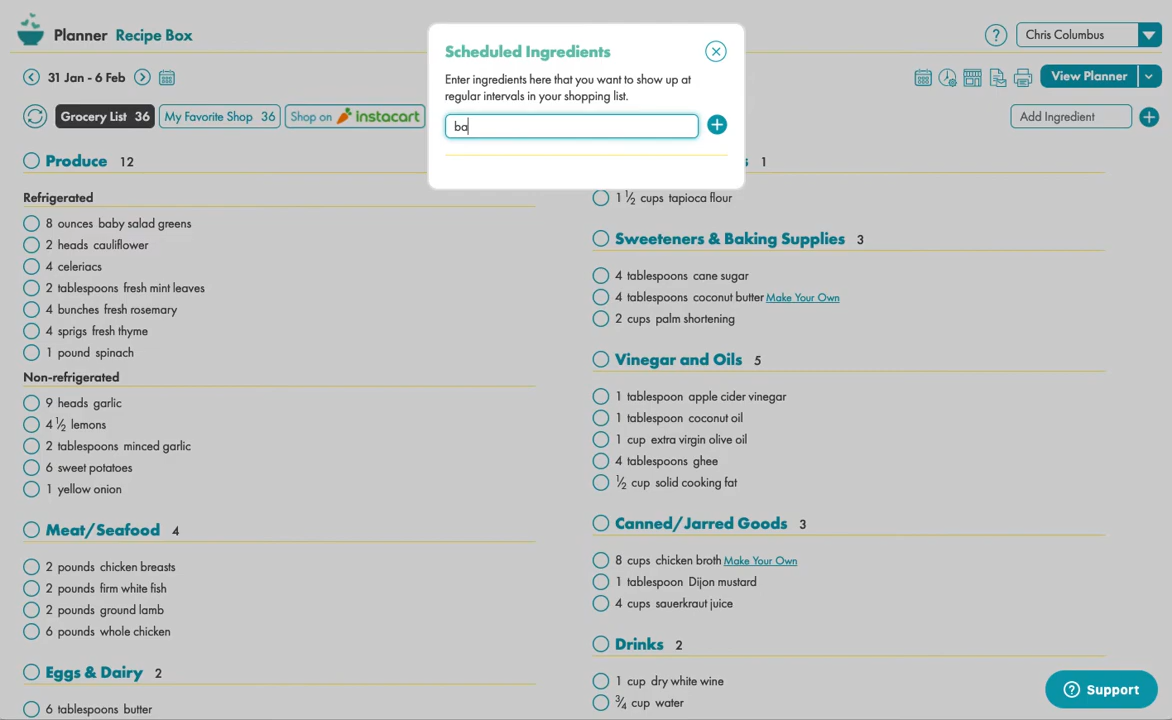 Planner Recipe Box
Chris Columbus
31 Jan - 6 Feb
View Planner
Grocery List 36
My Favorite Shop 36
Shop on instacart
Add Ingredient
Scheduled Ingredients
Enter ingredients here that you want to show up at
regular intervals in your shopping list.
ba
Produce 12
Refrigerated
8 ounces baby salad greens
2 heads cauliflower
4 celeriacs
2 tablespoons fresh mint leaves
4 bunches fresh rosemary
4 sprigs fresh thyme
1 pound spinach
Non-refrigerated
9 heads garlic
4 ½ lemons
2 tablespoons minced garlic
6 sweet potatoes
1 yellow onion
Meat/Seafood 4
2 pounds chicken breasts
2 pounds firm white fish
2 pounds ground lamb
6 pounds whole chicken
Eggs & Dairy 2
6 tablespoons butter
1
1 ½ cups tapioca flour
Sweeteners & Baking Supplies 3
4 tablespoons cane sugar
4 tablespoons coconut butter Make Your Own
2 cups palm shortening
Vinegar and Oils 5
1 tablespoon apple cider vinegar
1 tablespoon coconut oil
1 cup extra virgin olive oil
4 tablespoons ghee
½ cup solid cooking fat
Canned/Jarred Goods 3
8 cups chicken broth Make Your Own
1 tablespoon Dijon mustard
4 cups sauerkraut juice
Drinks 2
1 cup dry white wine
¾ cup water
Support